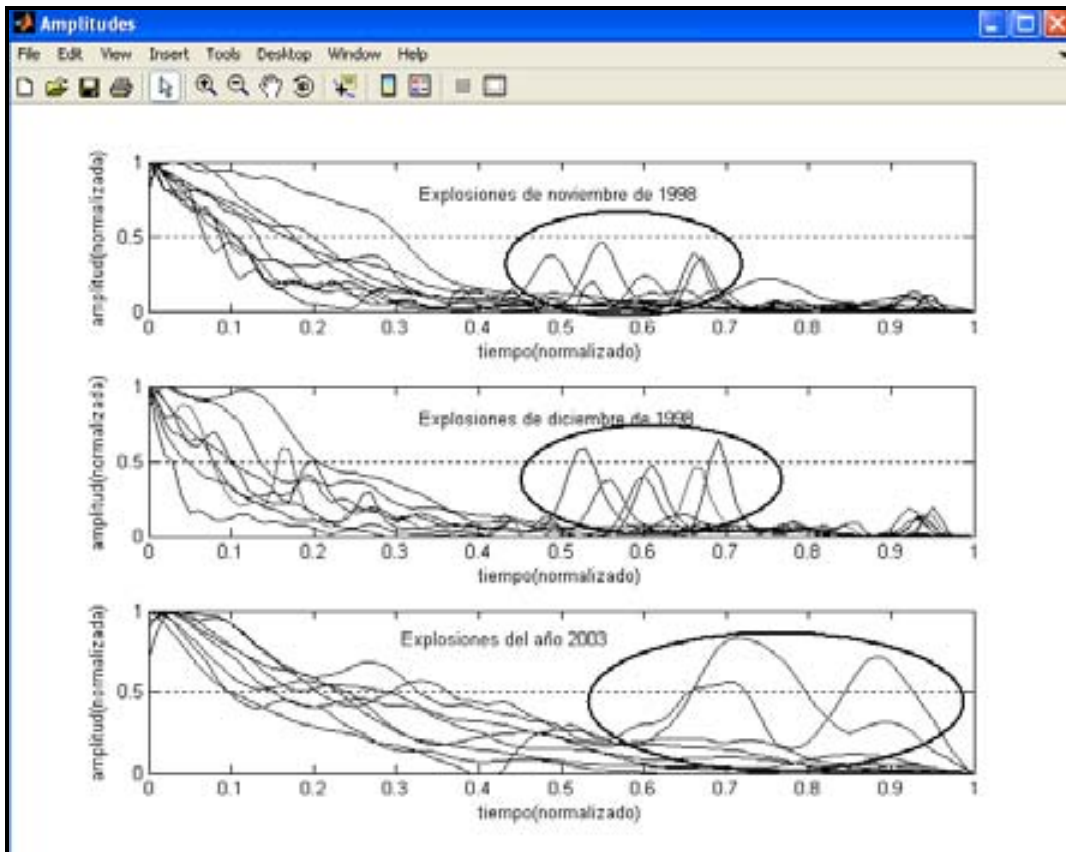 Amplitudes
File Edit View Insert Tools Desktop Window Help
Explosiones de noviembre de 1998
amplitud(normalizada)
1
0.5
0
0 0.1 0.2 0.3 0.4 0.5 0.6 0.7 0.8 0.9 1
tiempo(normalizado)
Explosiones de diciembre de 1998
amplitud(normalizada)
1
0.5
0
0 0.1 0.2 0.3 0.4 0.5 0.6 0.7 0.8 0.9 1
tiempo(normalizado)
Explosiones del año 2003
amplitud(normalizada)
1
0.5
0
0 0.1 0.2 0.3 0.4 0.5 0.6 0.7 0.8 0.9 1
tiempo(normalizado)